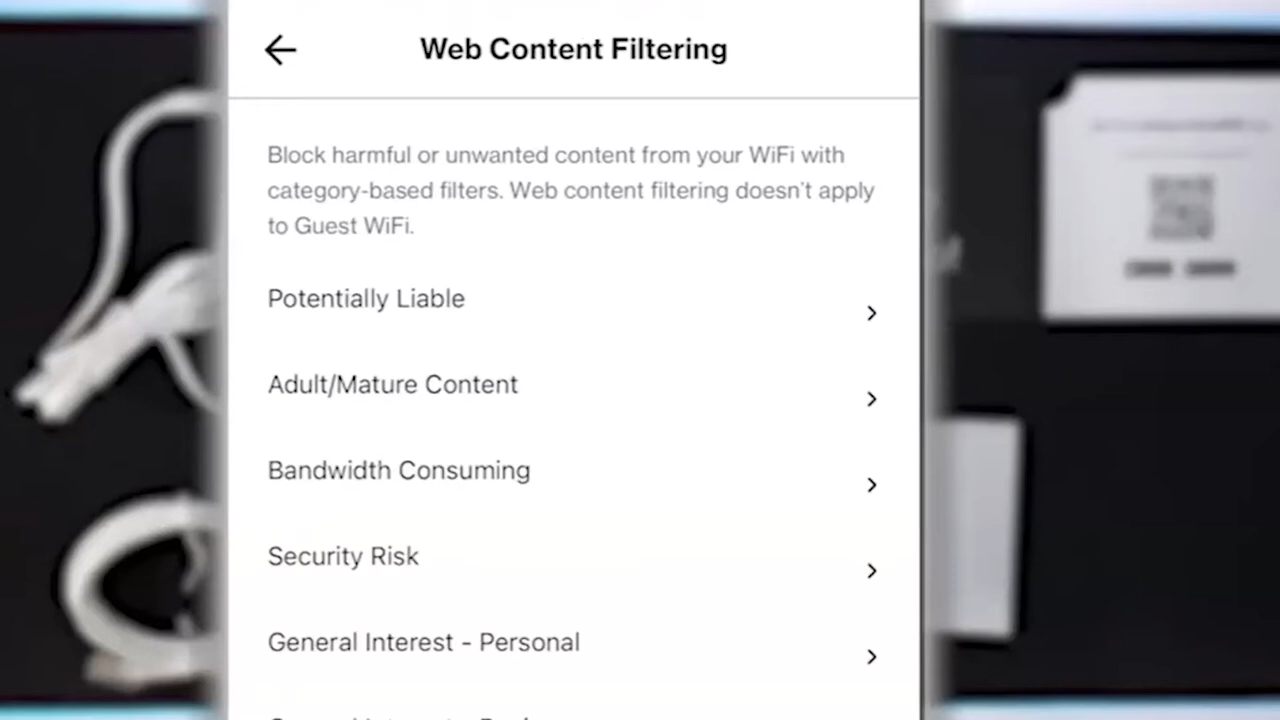 Web Content Filtering
Block harmful or unwanted content from your WiFi with
category-based filters. Web content filtering doesn't apply
to Guest WiFi.
Potentially Liable
Adult/Mature Content
Bandwidth Consuming
Security Risk
General Interest - Personal